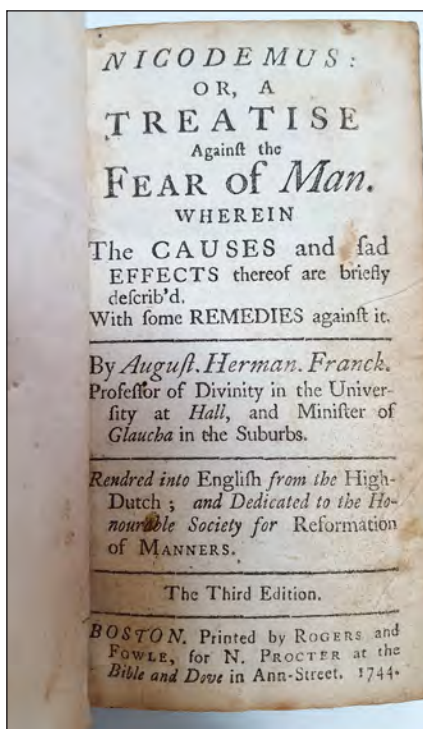 NICODEMUS:
OR, A
TREATISE
Againſt the
FEAR of Man.
WHEREIN
The CAUSES and ſad
EFFECTS thereof are briefly
deſcrib'd,
With ſome REMEDIES againſt it.
By Auguſt. Herman. Franck.
Profeſſor of Divinity in the Univer-
ſity at Hall, and Miniſter of
Glaucha in the Suburbs.
Rendred into Engliſh from the High-
Dutch ; and Dedicated to the Ho-
nourable Society for Reformation
of MANNERS.
The Third Edition.
BOSTON. Printed by ROGERS and
FOWLE, for N. PROCTER at the
Bible and Dove in Ann-Street. 1744.